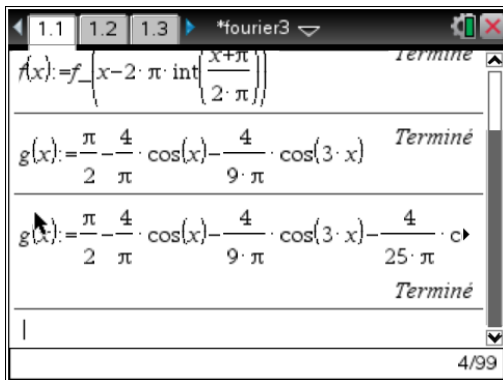 1.1 1.2 1.3 *fourier3
f(x):=f_(x-2·π·int((x+π)/(2·π))) Terminé
g(x):=π/2-4/π·cos(x)-4/(9·π)·cos(3·x) Terminé
g(x):=π/2-4/π·cos(x)-4/(9·π)·cos(3·x)-4/(25·π)·c
Terminé
4/99